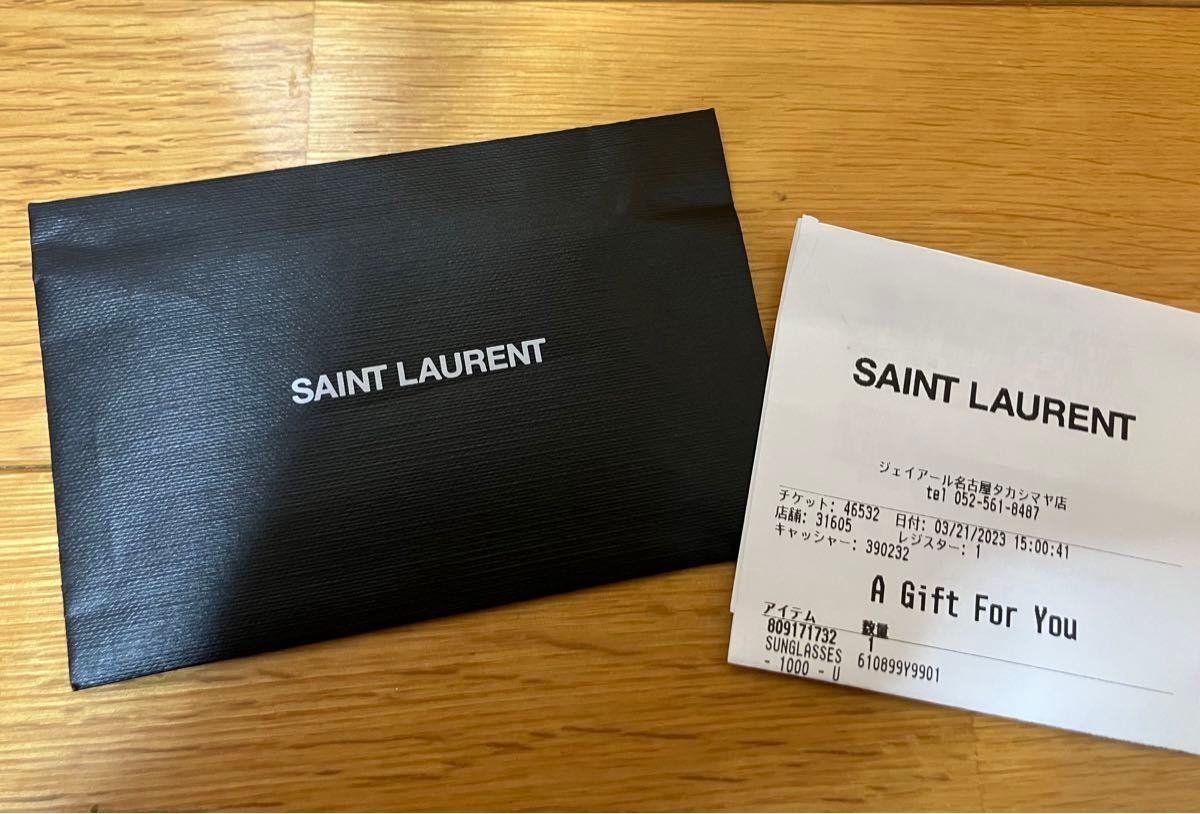 SAINT LAURENT
SAINT LAURENT
ジェイアール名古屋タカシマヤ店
tel 052-561-8487
チケット: 46532 日付: 03/21/2023 15:00:41
店舗: 31605 レジスター: 1
キャッシャー: 390232
A Gift For You
アイテム 数量
809171732 1
SUNGLASSES 610899Y9901
- 1000 - U